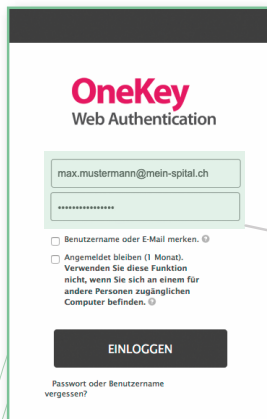 OneKey
Web Authentication
max.mustermann@mein-spital.ch
••••••••••••••••
Benutzername oder E-Mail merken.
Angemeldet bleiben (1 Monat).
Verwenden Sie diese Funktion
nicht, wenn Sie sich an einem für
andere Personen zugänglichen
Computer befinden.
EINLOGGEN
Passwort oder Benutzername
vergessen?